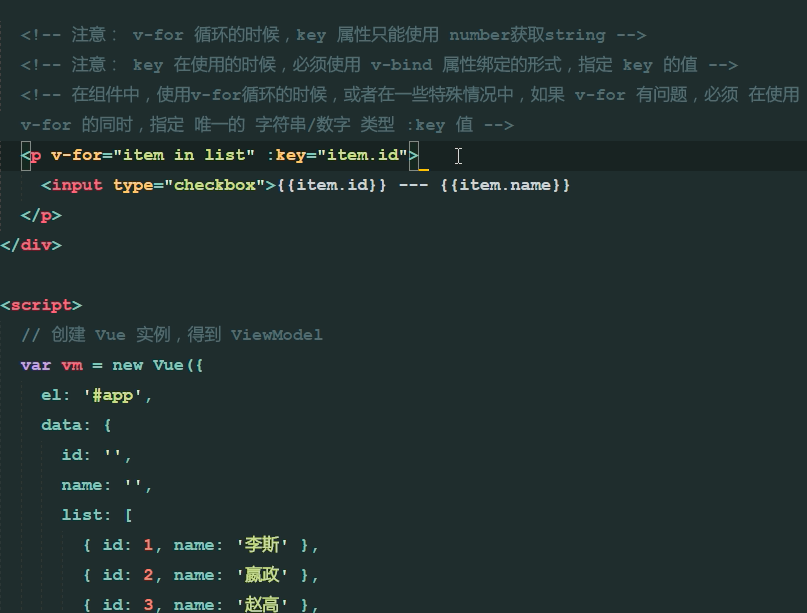 <!-- 注意： v-for 循环的时候，key 属性只能使用 number获取string -->
<!-- 注意： key 在使用的时候，必须使用 v-bind 属性绑定的形式，指定 key 的值 -->
<!-- 在组件中，使用v-for循环的时候，或者在一些特殊情况中，如果 v-for 有问题，必须 在使用
v-for 的同时，指定 唯一的 字符串/数字 类型 :key 值 -->
<p v-for="item in list" :key="item.id">
<input type="checkbox">{{item.id}} --- {{item.name}}
</p>
</div>
<script>
// 创建 Vue 实例，得到 ViewModel
var vm = new Vue({
el: '#app',
data: {
id: '',
name: '',
list: [
{ id: 1, name: '李斯' },
{ id: 2, name: '嬴政' },
{ id: 3, name: '赵高' },